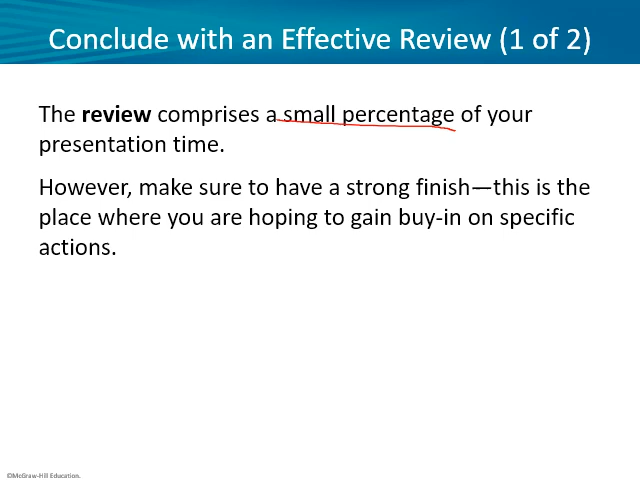 Conclude with an Effective Review (1 of 2)
The review comprises a small percentage of your
presentation time.
However, make sure to have a strong finish—this is the
place where you are hoping to gain buy-in on specific
actions.
©McGraw-Hill Education.